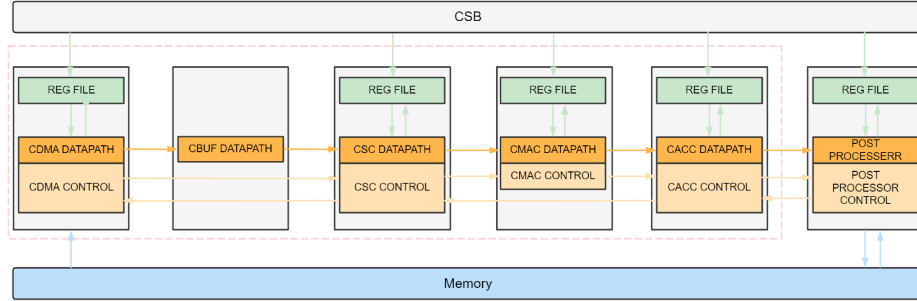 CSB
REG FILE
REG FILE
REG FILE
REG FILE
REG FILE
CDMA DATAPATH
CBUF DATAPATH
CSC DATAPATH
CMAC DATAPATH
CACC DATAPATH
POST
PROCESSERR
CDMA CONTROL
CSC CONTROL
CMAC CONTROL
CACC CONTROL
POST
PROCESSOR
CONTROL
Memory